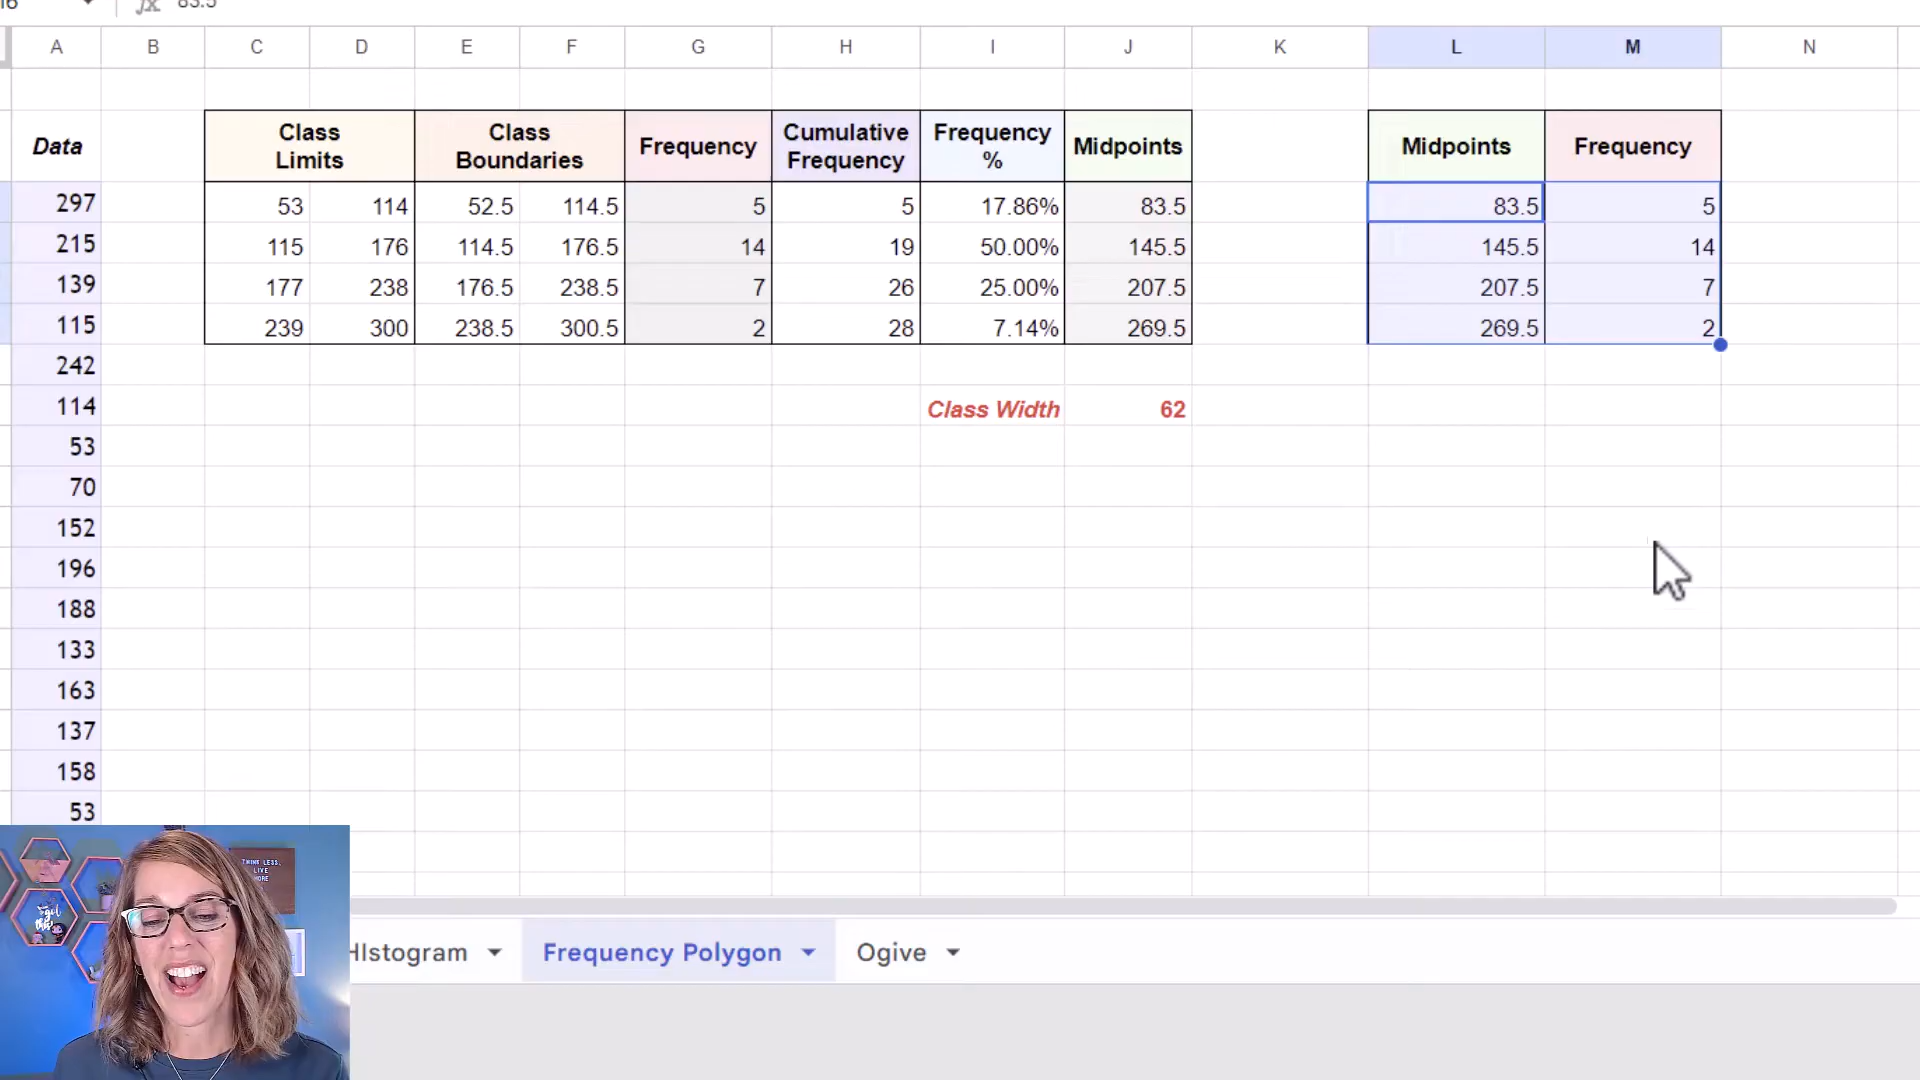 83.5
A B C D E F G H I J K L M N
Data Class Limits Class Boundaries Frequency Cumulative Frequency Frequency % Midpoints Midpoints Frequency
297 53 114 52.5 114.5 5 5 17.86% 83.5 83.5 5
215 115 176 114.5 176.5 14 19 50.00% 145.5 145.5 14
139 177 238 176.5 238.5 7 26 25.00% 207.5 207.5 7
115 239 300 238.5 300.5 2 28 7.14% 269.5 269.5 2
242
114 Class Width 62
53
70
152
196
188
133
163
137
158
53
THINK LESS,
LIVE
MORE
HIstogram Frequency Polygon Ogive